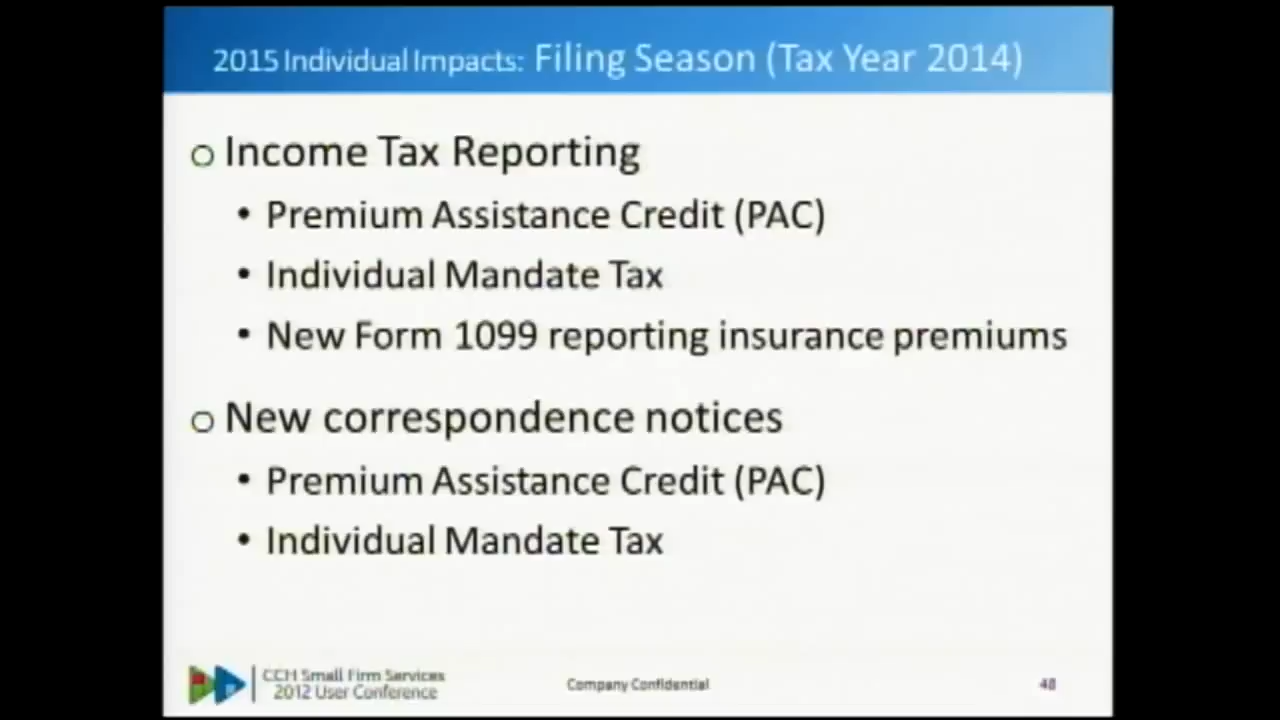 2015 Individual Impacts: Filing Season (Tax Year 2014)
o Income Tax Reporting
• Premium Assistance Credit (PAC)
• Individual Mandate Tax
• New Form 1099 reporting insurance premiums
o New correspondence notices
• Premium Assistance Credit (PAC)
• Individual Mandate Tax
CCH Small Firm Services
2012 User Conference
Company Confidential
48